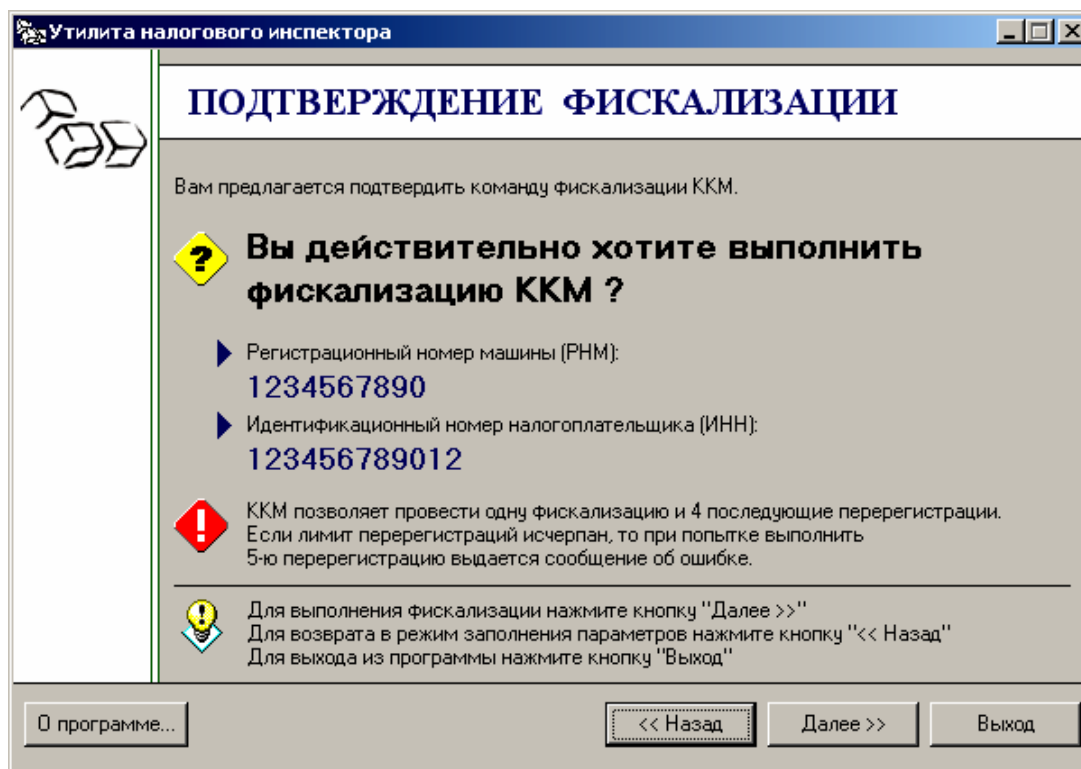 Утилита налогового инспектора
ПОДТВЕРЖДЕНИЕ ФИСКАЛИЗАЦИИ
Вам предлагается подтвердить команду фискализации ККМ.
Вы действительно хотите выполнить
фискализацию ККМ ?
Регистрационный номер машины (РНМ):
1234567890
Идентификационный номер налогоплательщика (ИНН):
123456789012
ККМ позволяет провести одну фискализацию и 4 последующие перерегистрации.
Если лимит перерегистраций исчерпан, то при попытке выполнить
5-ю перерегистрацию выдается сообщение об ошибке.
Для выполнения фискализации нажмите кнопку "Далее >>"
Для возврата в режим заполнения параметров нажмите кнопку "<< Назад"
Для выхода из программы нажмите кнопку "Выход"
О программе... << Назад Далее >> Выход